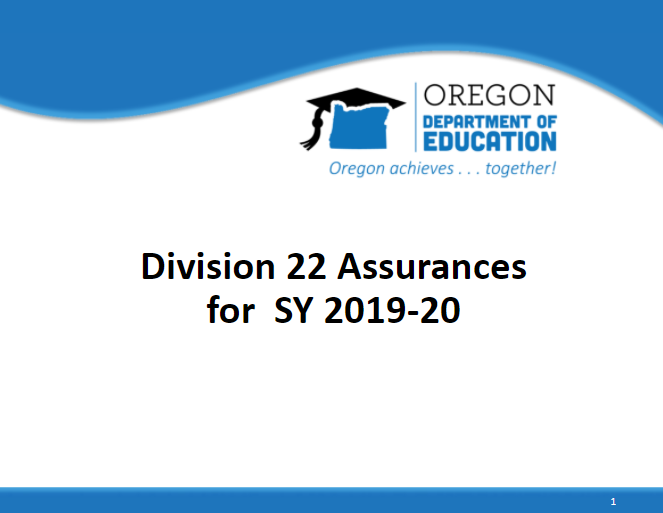 OREGON
DEPARTMENT OF
EDUCATION
Oregon achieves . . . together!
Division 22 Assurances
for  SY 2019-20
1